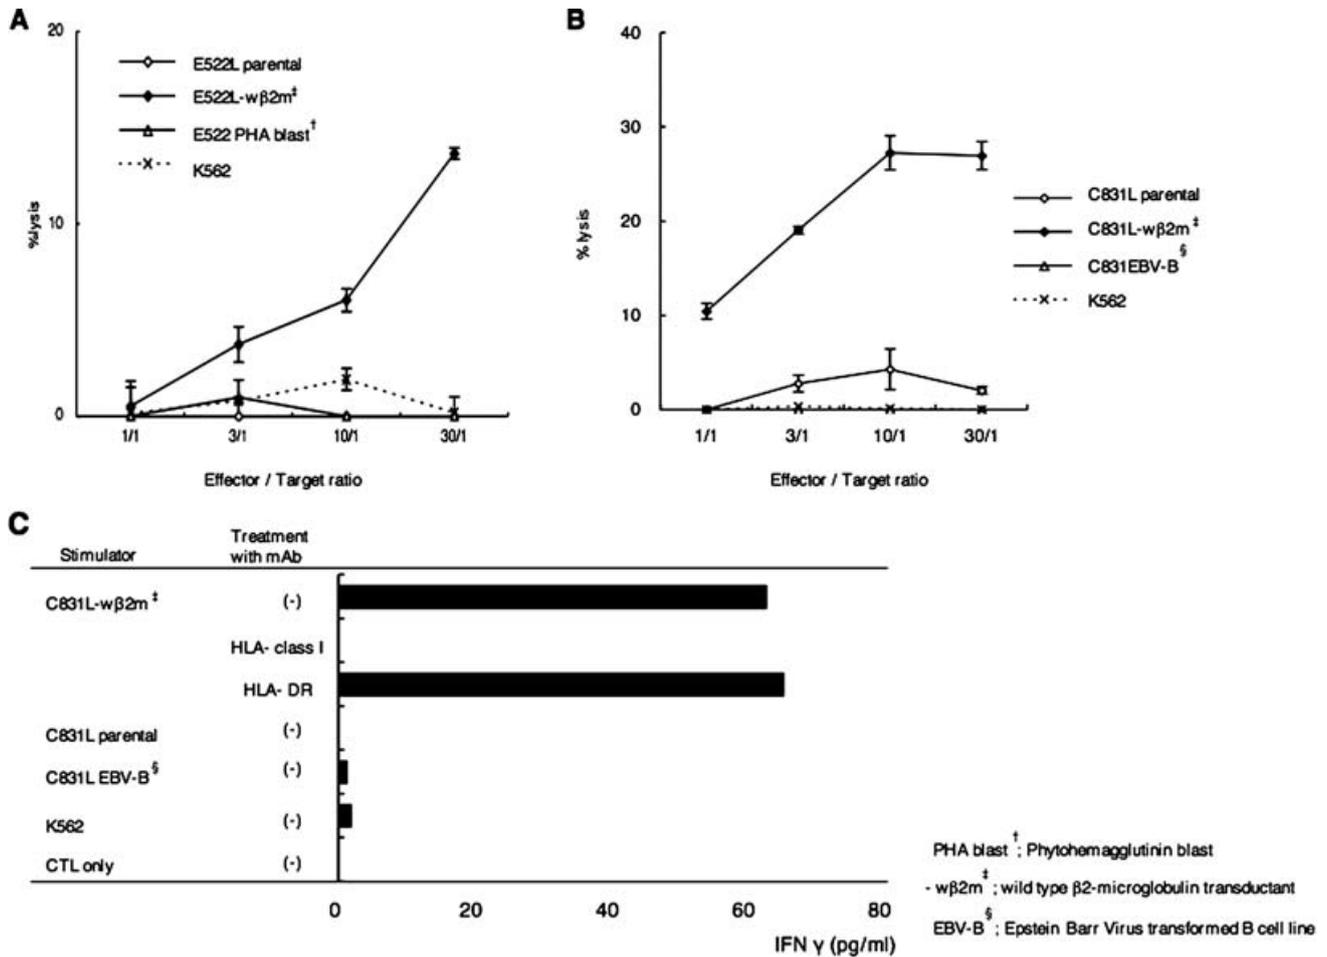 A
20
%lysis
10
0
E522L parental
E522L-wβ2m‡
E522 PHA blast†
K562
1/1 3/1 10/1 30/1
Effector / Target ratio
B
40
30
% lysis
20
10
0
C831L parental
C831L-wβ2m‡
C831EBV-B§
K562
1/1 3/1 10/1 30/1
Effector / Target ratio
C
Stimulator
Treatment
with mAb
C831L-wβ2m‡ (-)
HLA- class I
HLA- DR
C831L parental (-)
C831L EBV-B§ (-)
K562 (-)
CTL only (-)
0 20 40 60 80
IFN γ (pg/ml)
PHA blast†; Phytohemagglutinin blast
- wβ2m‡; wild type β2-microglobulin transductant
EBV-B§; Epstein Barr Virus transformed B cell line